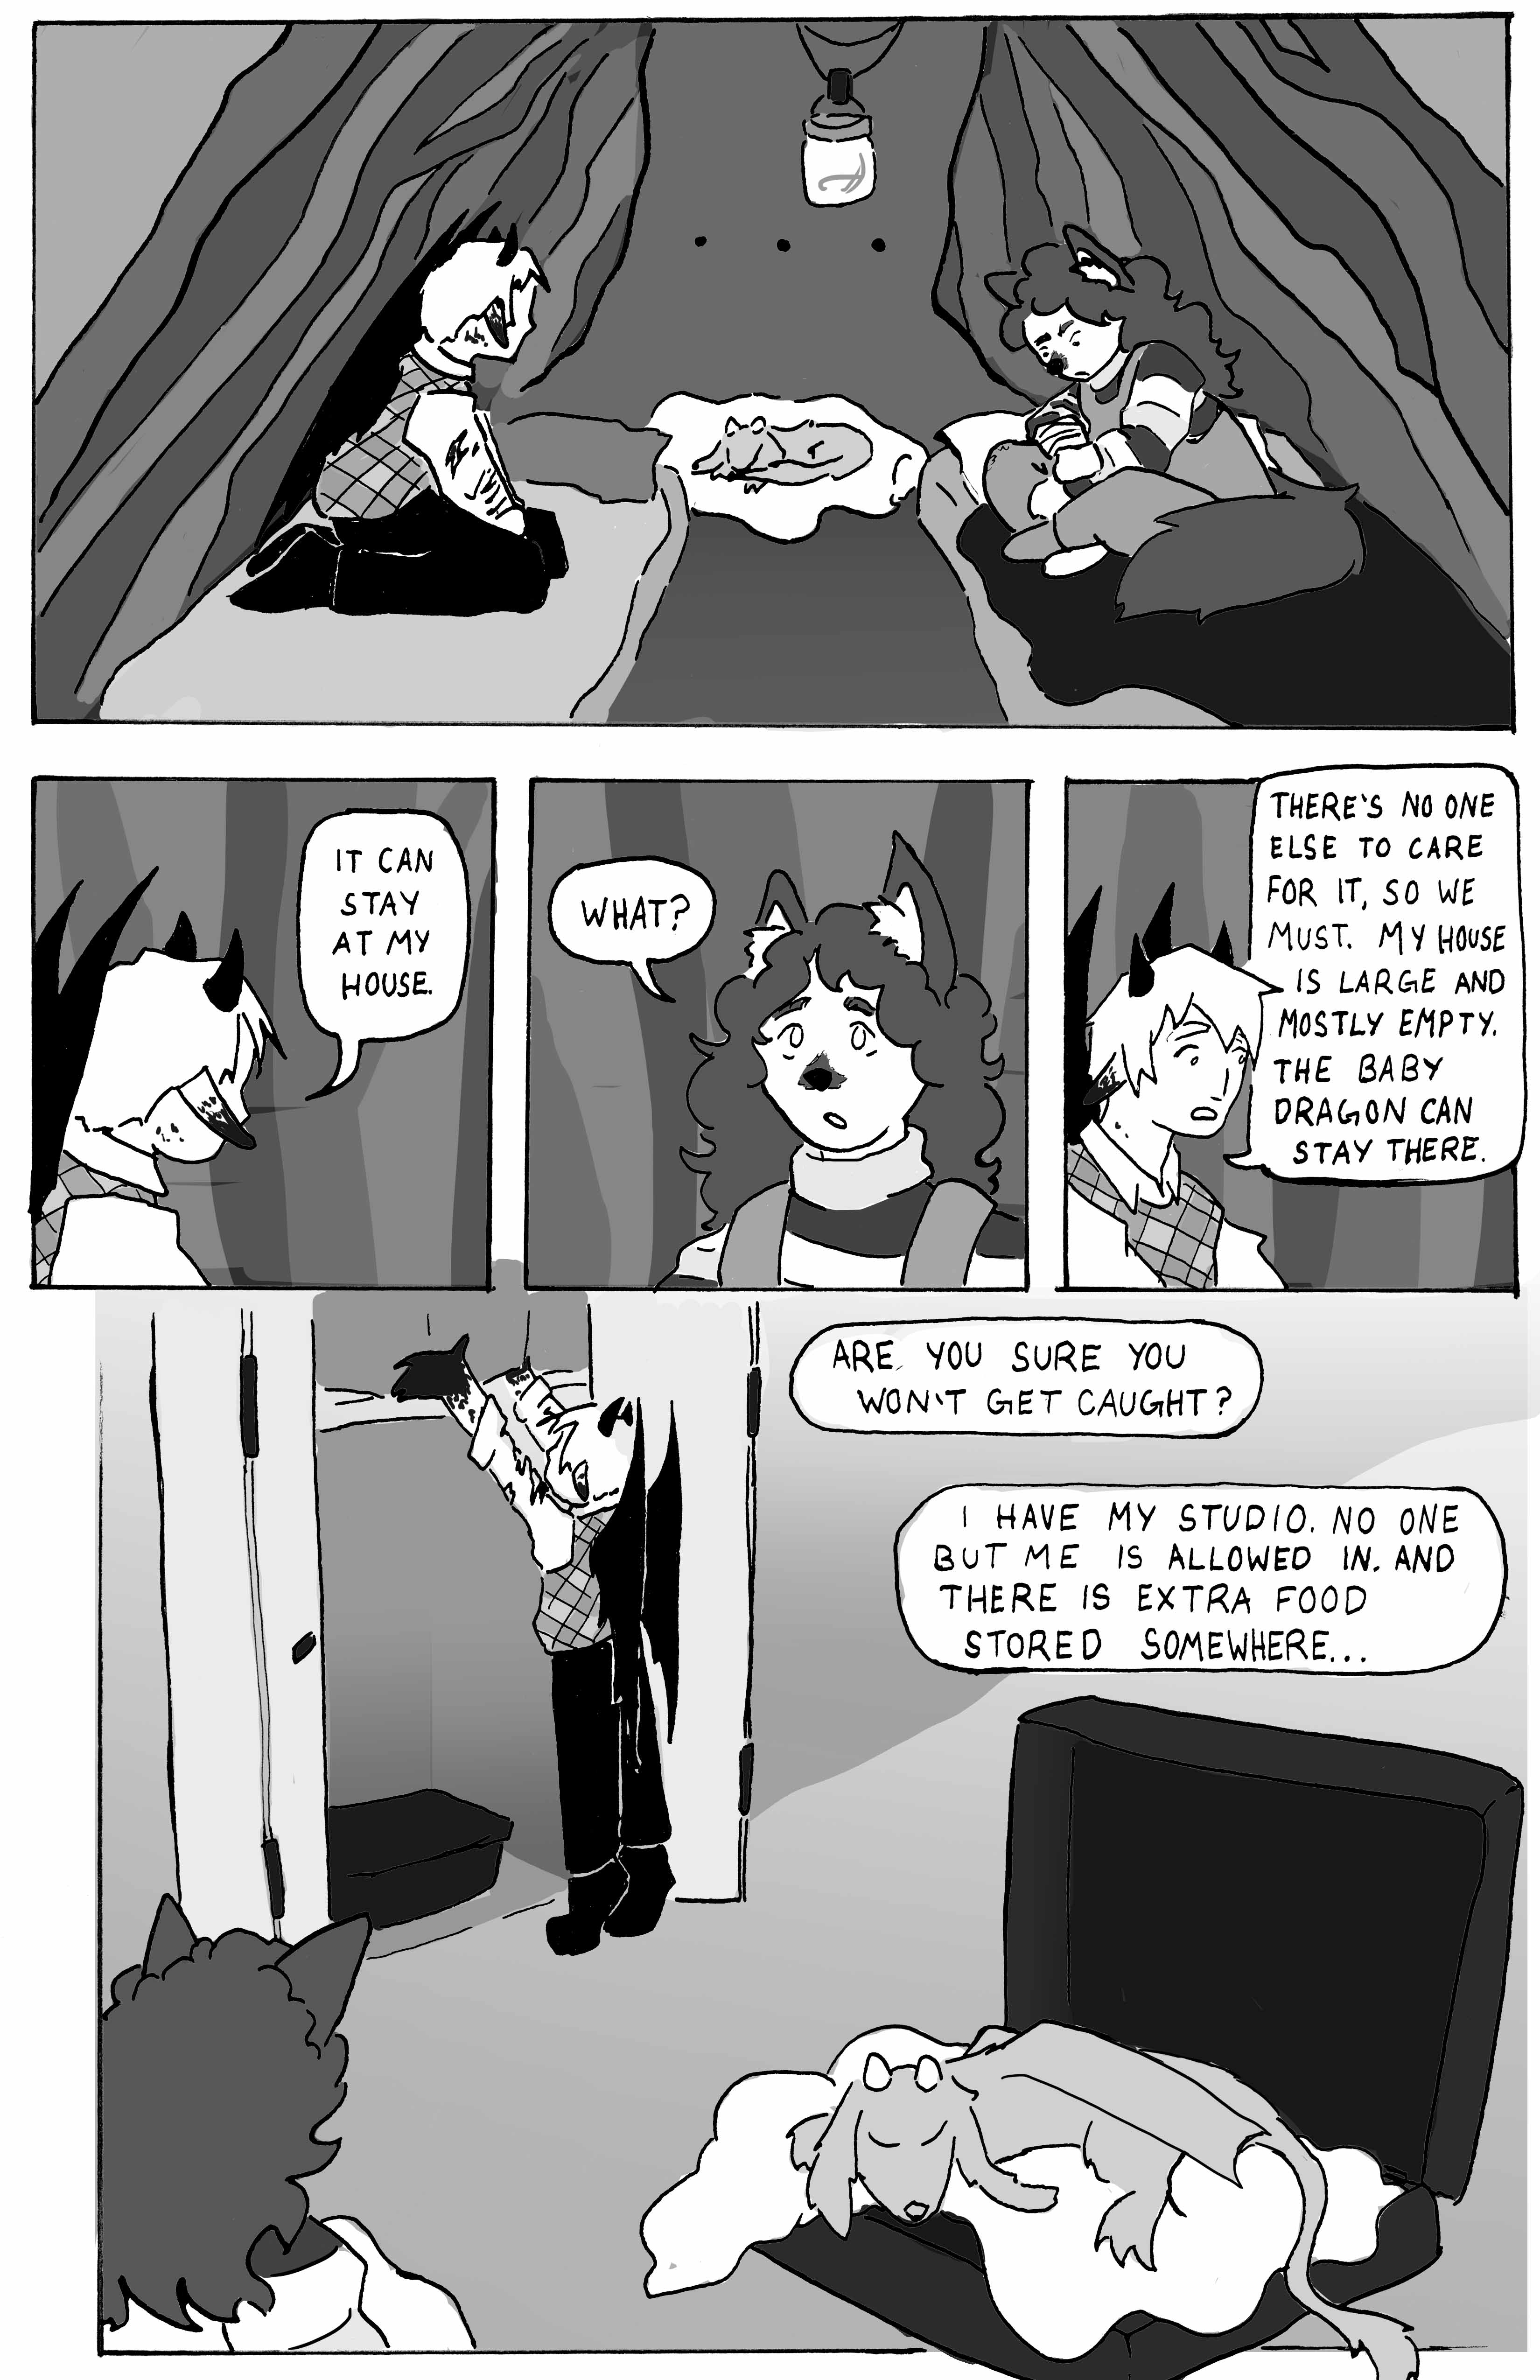 IT CAN
STAY
AT MY
HOUSE.
WHAT?
THERE'S NO ONE
ELSE TO CARE
FOR IT, SO WE
MUST. MY HOUSE
IS LARGE AND
MOSTLY EMPTY.
THE BABY
DRAGON CAN
STAY THERE.
ARE YOU SURE YOU
WON'T GET CAUGHT?
I HAVE MY STUDIO. NO ONE
BUT ME IS ALLOWED IN. AND
THERE IS EXTRA FOOD
STORED SOMEWHERE...